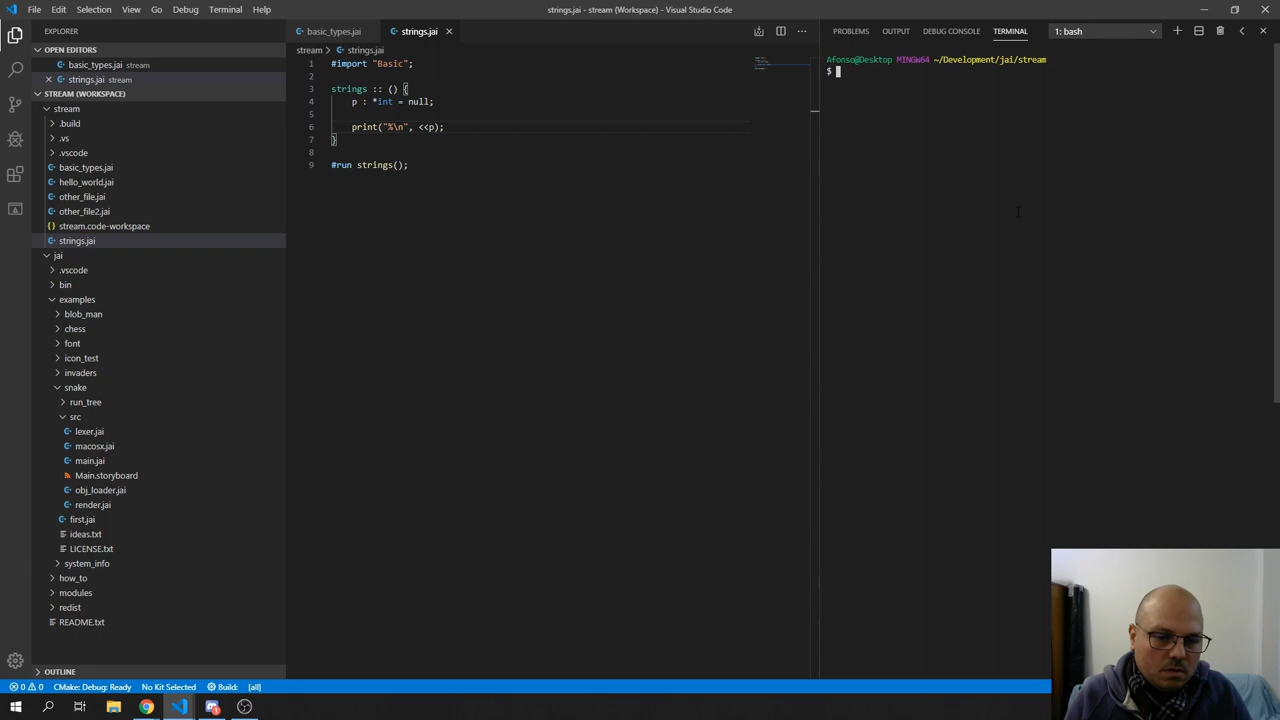 File Edit Selection View Go Debug Terminal Help
strings.jai - stream (Workspace) - Visual Studio Code
EXPLORER
OPEN EDITORS
basic_types.jai stream
strings.jai stream
STREAM (WORKSPACE)
stream
.build
.vs
.vscode
basic_types.jai
hello_world.jai
other_file.jai
other_file2.jai
stream.code-workspace
strings.jai
jai
.vscode
bin
examples
blob_man
chess
font
icon_test
invaders
snake
run_tree
src
lexer.jai
macosx.jai
main.jai
Main.storyboard
obj_loader.jai
render.jai
first.jai
ideas.txt
LICENSE.txt
system_info
how_to
modules
redist
README.txt
OUTLINE
basic_types.jai strings.jai
stream > strings.jai
1 #import "Basic";
2
3 strings :: () {
4 p : *int = null;
5
6 print("%\n", <<p);
7 }
8
9 #run strings();
PROBLEMS OUTPUT DEBUG CONSOLE TERMINAL 1: bash
Afonso@Desktop MINGW64 ~/Development/jai/stream
$
0 0 CMake: Debug: Ready No Kit Selected Build: [all]